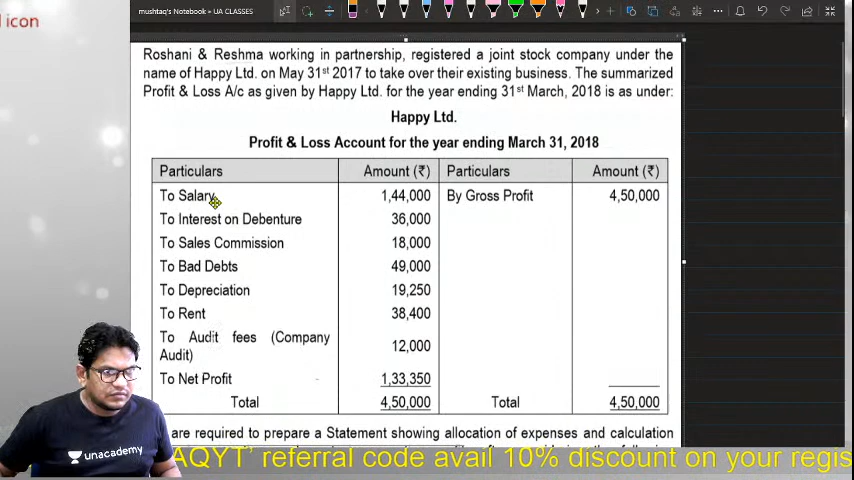 mushtaq's Notebook » UA CLASSES
d icon
Roshani & Reshma working in partnership, registered a joint stock company under the
name of Happy Ltd. on May 31st 2017 to take over their existing business. The summarized
Profit & Loss A/c as given by Happy Ltd. for the year ending 31st March, 2018 is as under:
Happy Ltd.
Profit & Loss Account for the year ending March 31, 2018
Particulars Amount (₹) Particulars Amount (₹)
To Salary 1,44,000 By Gross Profit 4,50,000
To Interest on Debenture 36,000
To Sales Commission 18,000
To Bad Debts 49,000
To Depreciation 19,250
To Rent 38,400
To Audit fees (Company
Audit) 12,000
To Net Profit 1,33,350
Total 4,50,000 Total 4,50,000
are required to prepare a Statement showing allocation of expenses and calculation
unacademy
AQYT' referral code avail 10% discount on your regis